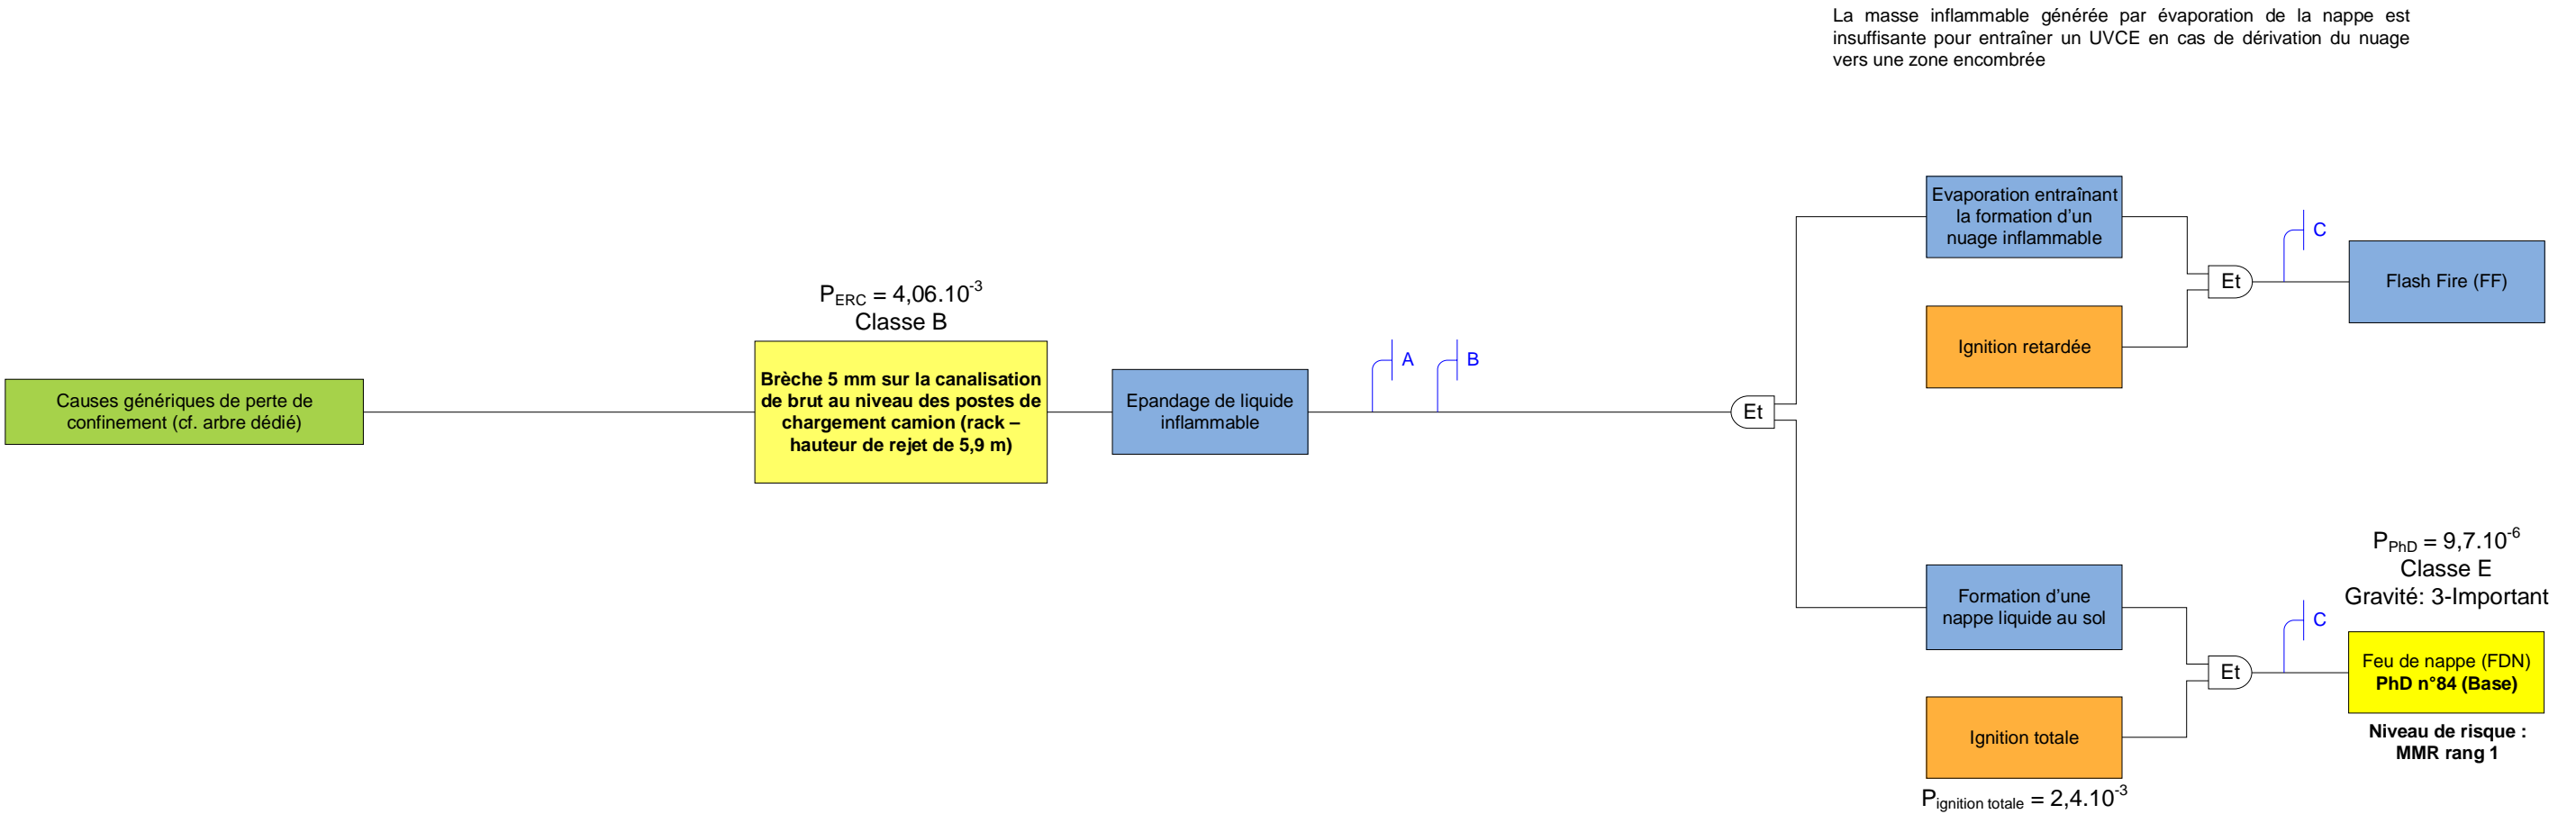 La masse inflammable générée par évaporation de la nappe est
insuffisante pour entraîner un UVCE en cas de dérivation du nuage
vers une zone encombrée
Causes génériques de perte de
confinement (cf. arbre dédié)
P_ERC = 4,06.10^-3
Classe B
Brèche 5 mm sur la canalisation
de brut au niveau des postes de
chargement camion (rack –
hauteur de rejet de 5,9 m)
Epandage de liquide
inflammable
A
B
Et
Evaporation entraînant
la formation d’un
nuage inflammable
Ignition retardée
Et
C
Flash Fire (FF)
Formation d’une
nappe liquide au sol
Ignition totale
P_ignition totale = 2,4.10^-3
Et
C
P_PhD = 9,7.10^-6
Classe E
Gravité: 3-Important
Feu de nappe (FDN)
PhD n°84 (Base)
Niveau de risque :
MMR rang 1